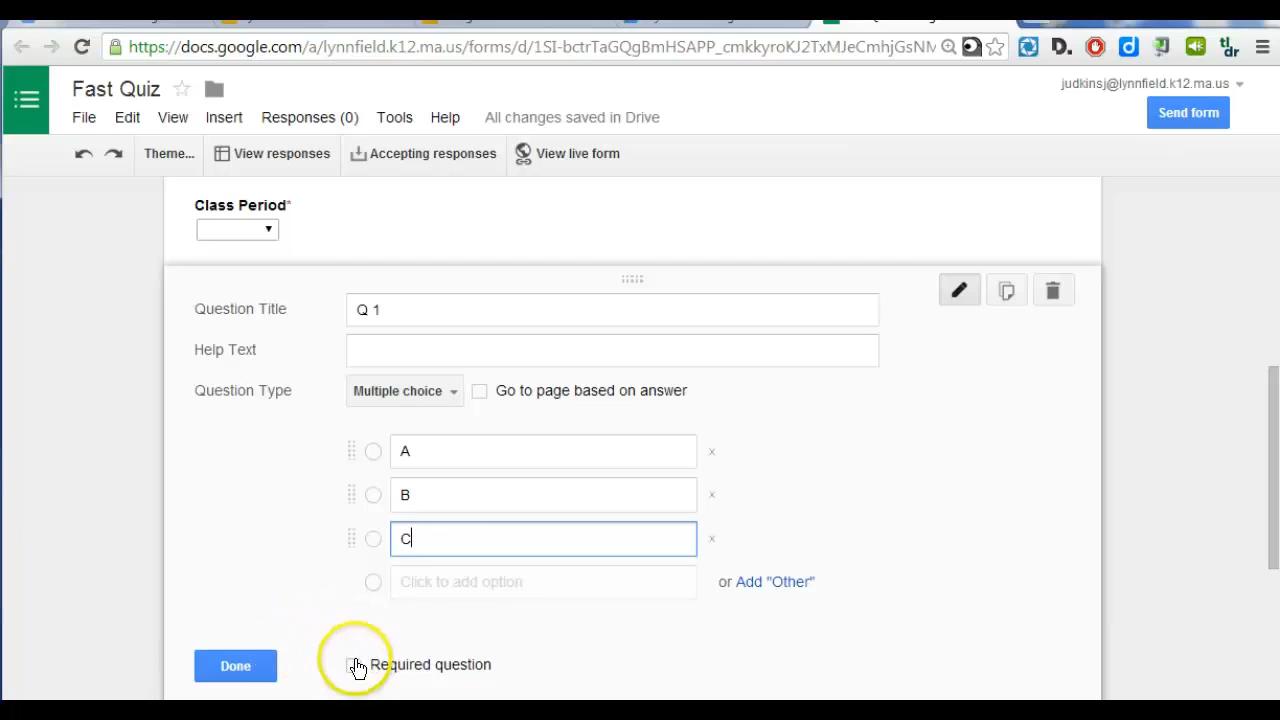 https://docs.google.com/a/lynnfield.k12.ma.us/forms/d/1SI-bctrTaGQgBmHSAPP_cmkkyroKJ2TxMJeCmhjGsNM
D.
d
tl;dr
Fast Quiz
judkinsj@lynnfield.k12.ma.us
File Edit View Insert Responses (0) Tools Help All changes saved in Drive
Send form
Theme... View responses Accepting responses View live form
Class Period*
Question Title Q 1
Help Text
Question Type Multiple choice Go to page based on answer
A
B
C
Click to add option or Add "Other"
Done Required question